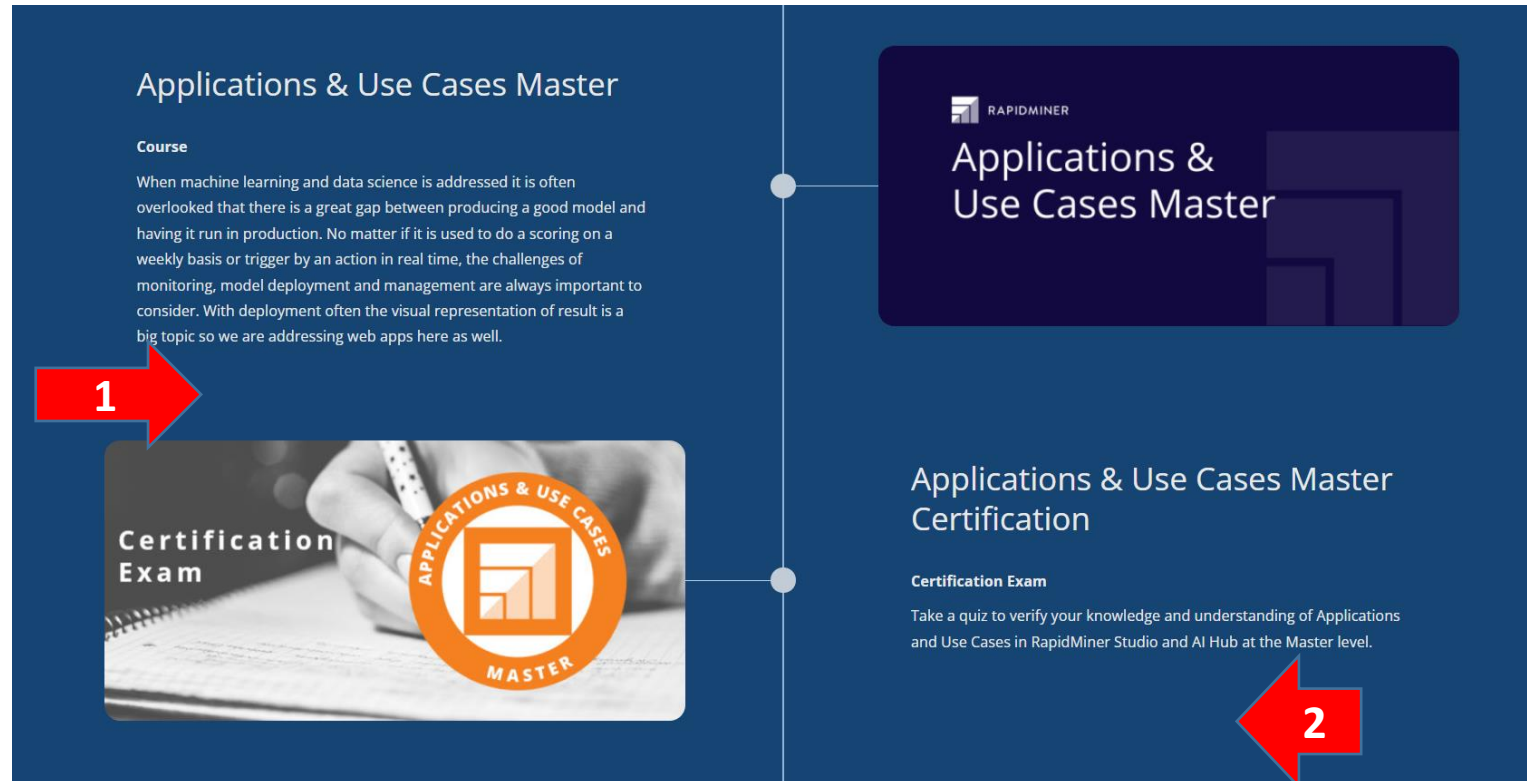 Applications & Use Cases Master
Course
When machine learning and data science is addressed it is often
overlooked that there is a great gap between producing a good model and
having it run in production. No matter if it is used to do a scoring on a
weekly basis or trigger by an action in real time, the challenges of
monitoring, model deployment and management are always important to
consider. With deployment often the visual representation of result is a
big topic so we are addressing web apps here as well.
1
RAPIDMINER
Applications &
Use Cases Master
Certification
Exam
APPLICATIONS & USE CASES
MASTER
Applications & Use Cases Master
Certification
Certification Exam
Take a quiz to verify your knowledge and understanding of Applications
and Use Cases in RapidMiner Studio and AI Hub at the Master level.
2